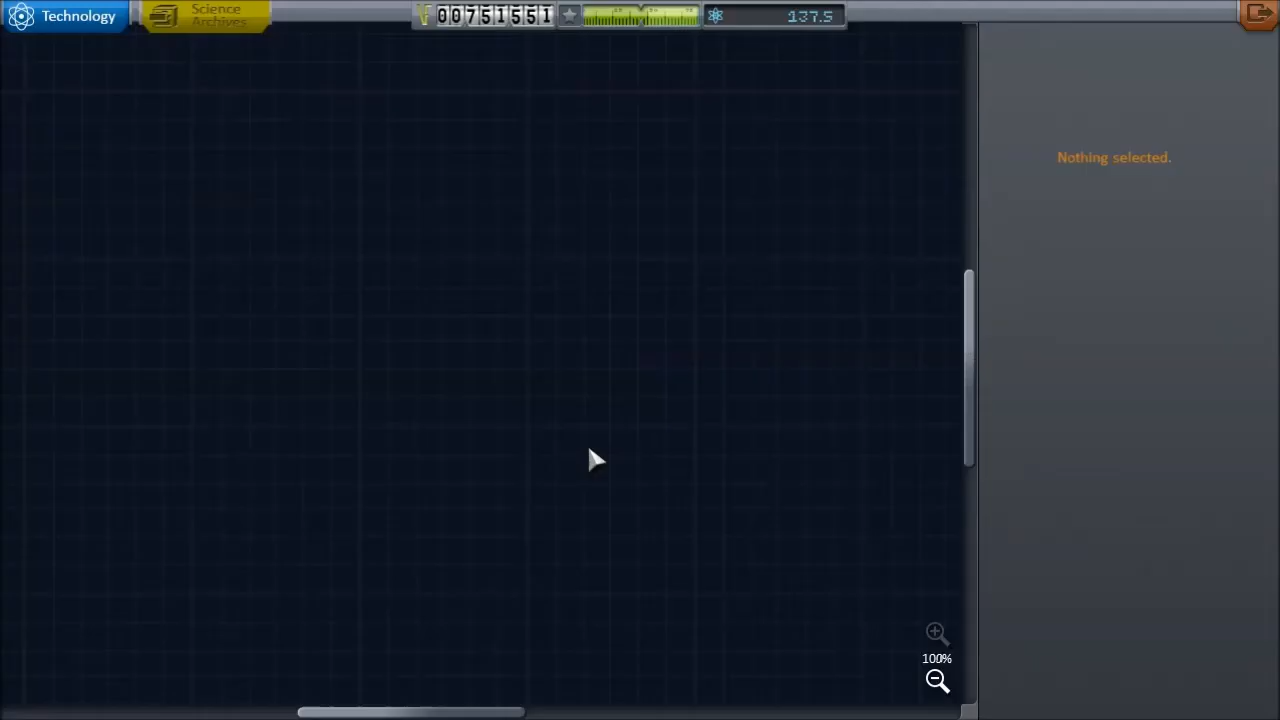 Technology
Science
Archives
00751551
137.5
Nothing selected.
100%